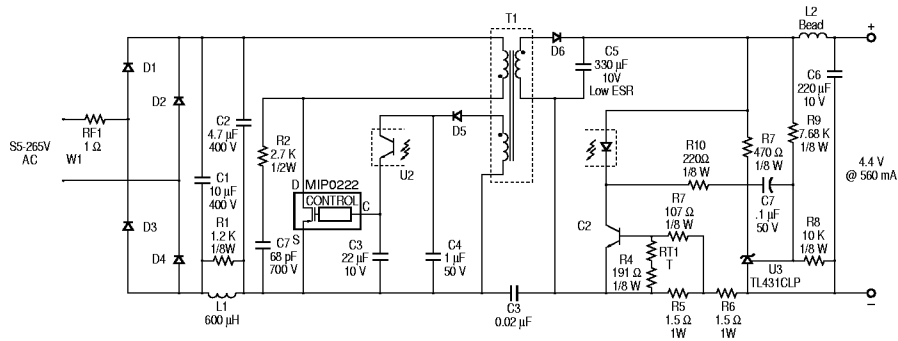 T1
L2
Bead
+
D1
D2
D6
C5
330 µF
10V
Low ESR
C6
220 µF
10 V
RF1
1 Ω
S5-265V
AC
W1
C2
4.7 µF
400 V
R2
2.7 K
1/2W
D5
U2
R10
220Ω
1/8 W
R7
470 Ω
1/8 W
R9
7.68 K
1/8 W
4.4 V
@ 560 mA
C1
10 µF
400 V
D
MIP0222
CONTROL
C
S
C7
.1 µF
50 V
D3
D4
R1
1.2 K
1/8W
C7
68 pF
700 V
C3
22 µF
10 V
C4
1 µF
50 V
C2
R7
107 Ω
1/8 W
RT1
T
R4
191 Ω
1/8 W
R8
10 K
1/8 W
U3
TL431CLP
L1
600 µH
C3
0.02 µF
R5
1.5 Ω
1W
R6
1.5 Ω
1W
–